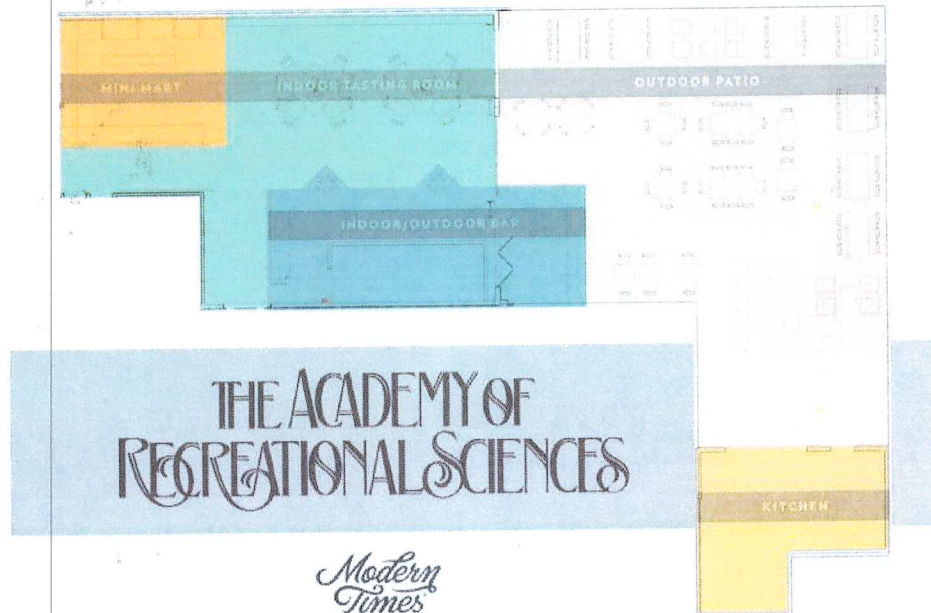 MINI MART
INDOOR TASTING ROOM
OUTDOOR PATIO
INDOOR/OUTDOOR BAR
THE ACADEMY OF
RECREATIONAL SCIENCES
KITCHEN
Modern
Times